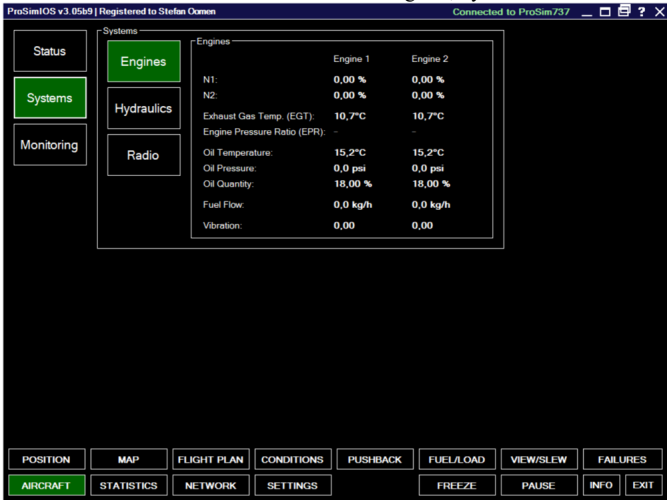 ProSimIOS v3.05b9 | Registered to Stefan Oomen Connected to ProSim737 ? X
Status
Systems
Monitoring
Systems
Engines
Hydraulics
Radio
Engines
Engine 1 Engine 2
N1: 0,00 % 0,00 %
N2: 0,00 % 0,00 %
Exhaust Gas Temp. (EGT): 10,7°C 10,7°C
Engine Pressure Ratio (EPR): - -
Oil Temperature: 15,2°C 15,2°C
Oil Pressure: 0,0 psi 0,0 psi
Oil Quantity: 18,00 % 18,00 %
Fuel Flow: 0,0 kg/h 0,0 kg/h
Vibration: 0,00 0,00
POSITION MAP FLIGHT PLAN CONDITIONS PUSHBACK FUEL/LOAD VIEW/SLEW FAILURES
AIRCRAFT STATISTICS NETWORK SETTINGS FREEZE PAUSE INFO EXIT